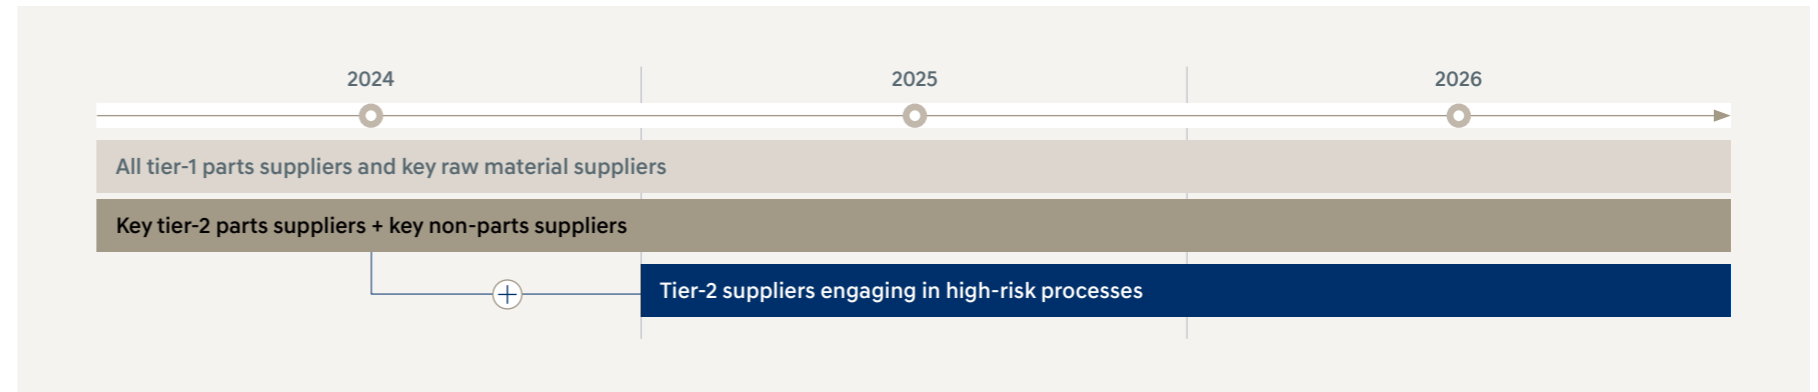 2024
2025
2026
All tier-1 parts suppliers and key raw material suppliers
Key tier-2 parts suppliers + key non-parts suppliers
Tier-2 suppliers engaging in high-risk processes